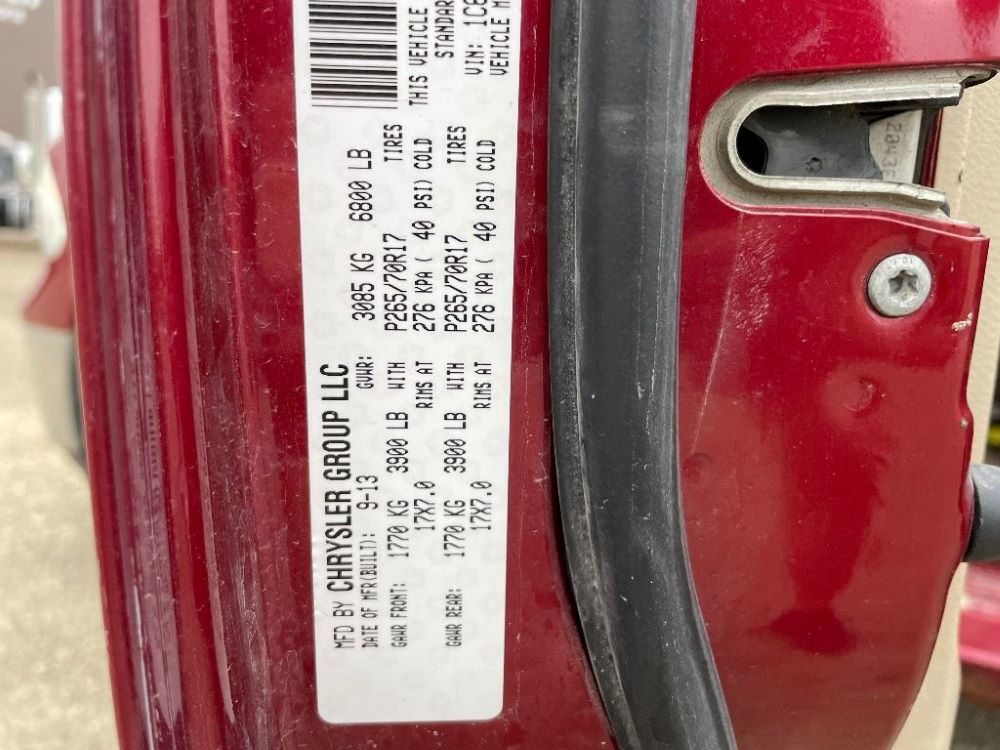 MFD BY CHRYSLER GROUP LLC
DATE OF MFR(BUILT): 9-13 GVWR: 3085 KG 6800 LB
GAWR FRONT: 1770 KG 3900 LB WITH P265/70R17 TIRES
17X7.0 RIMS AT 276 KPA ( 40 PSI) COLD
GAWR REAR: 1770 KG 3900 LB WITH P265/70R17 TIRES
17X7.0 RIMS AT 276 KPA ( 40 PSI) COLD
THIS VEHICLE
STANDAR
VIN: 1C6
VEHICLE M